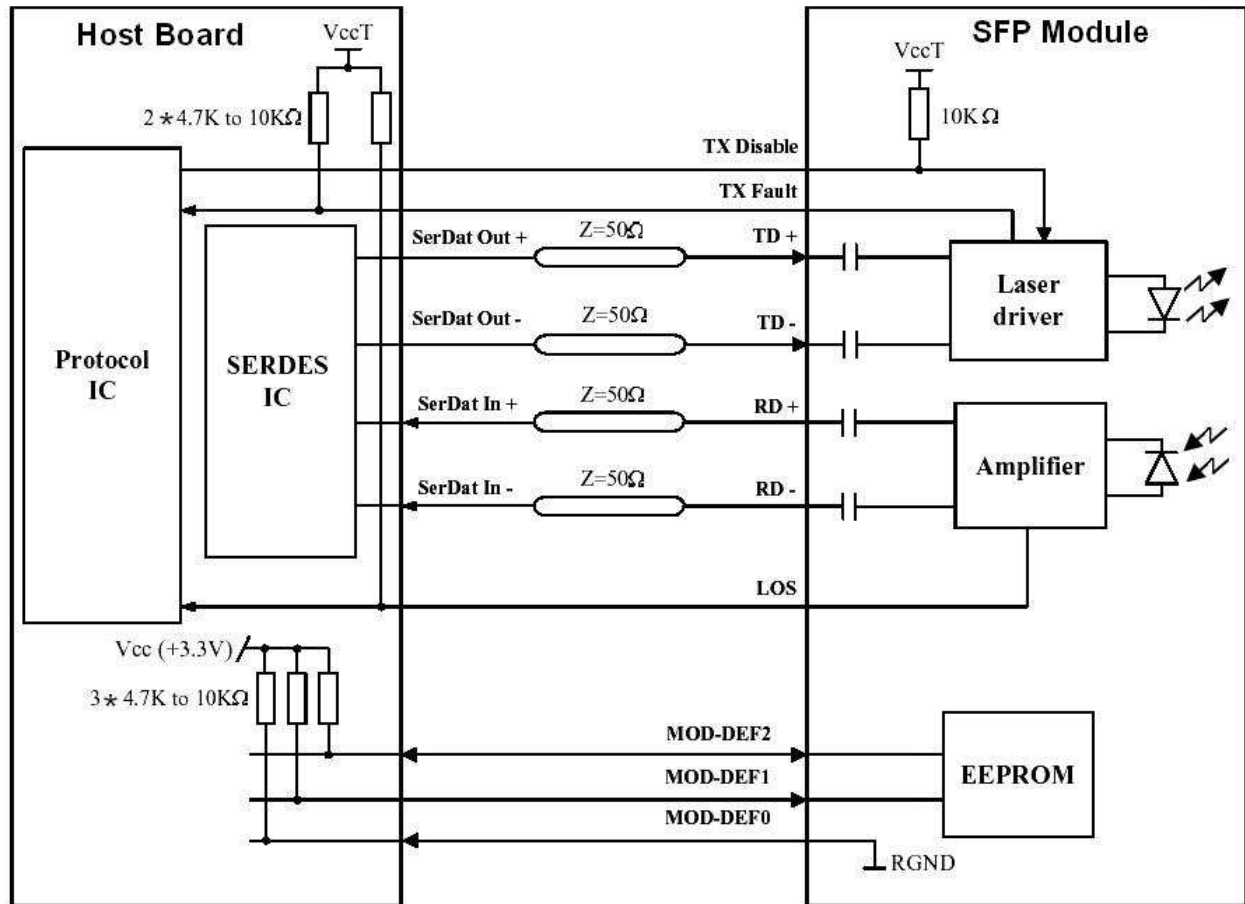 Host Board
SFP Module
VccT
VccT
2*4.7K to 10KΩ
10KΩ
TX Disable
TX Fault
SerDat Out +
Z=50Ω
TD +
SerDat Out -
Z=50Ω
TD -
Laser
driver
Protocol
IC
SERDES
IC
SerDat In +
Z=50Ω
RD +
SerDat In -
Z=50Ω
RD -
Amplifier
LOS
Vcc (+3.3V)
3* 4.7K to 10KΩ
MOD-DEF2
MOD-DEF1
MOD-DEF0
EEPROM
RGND